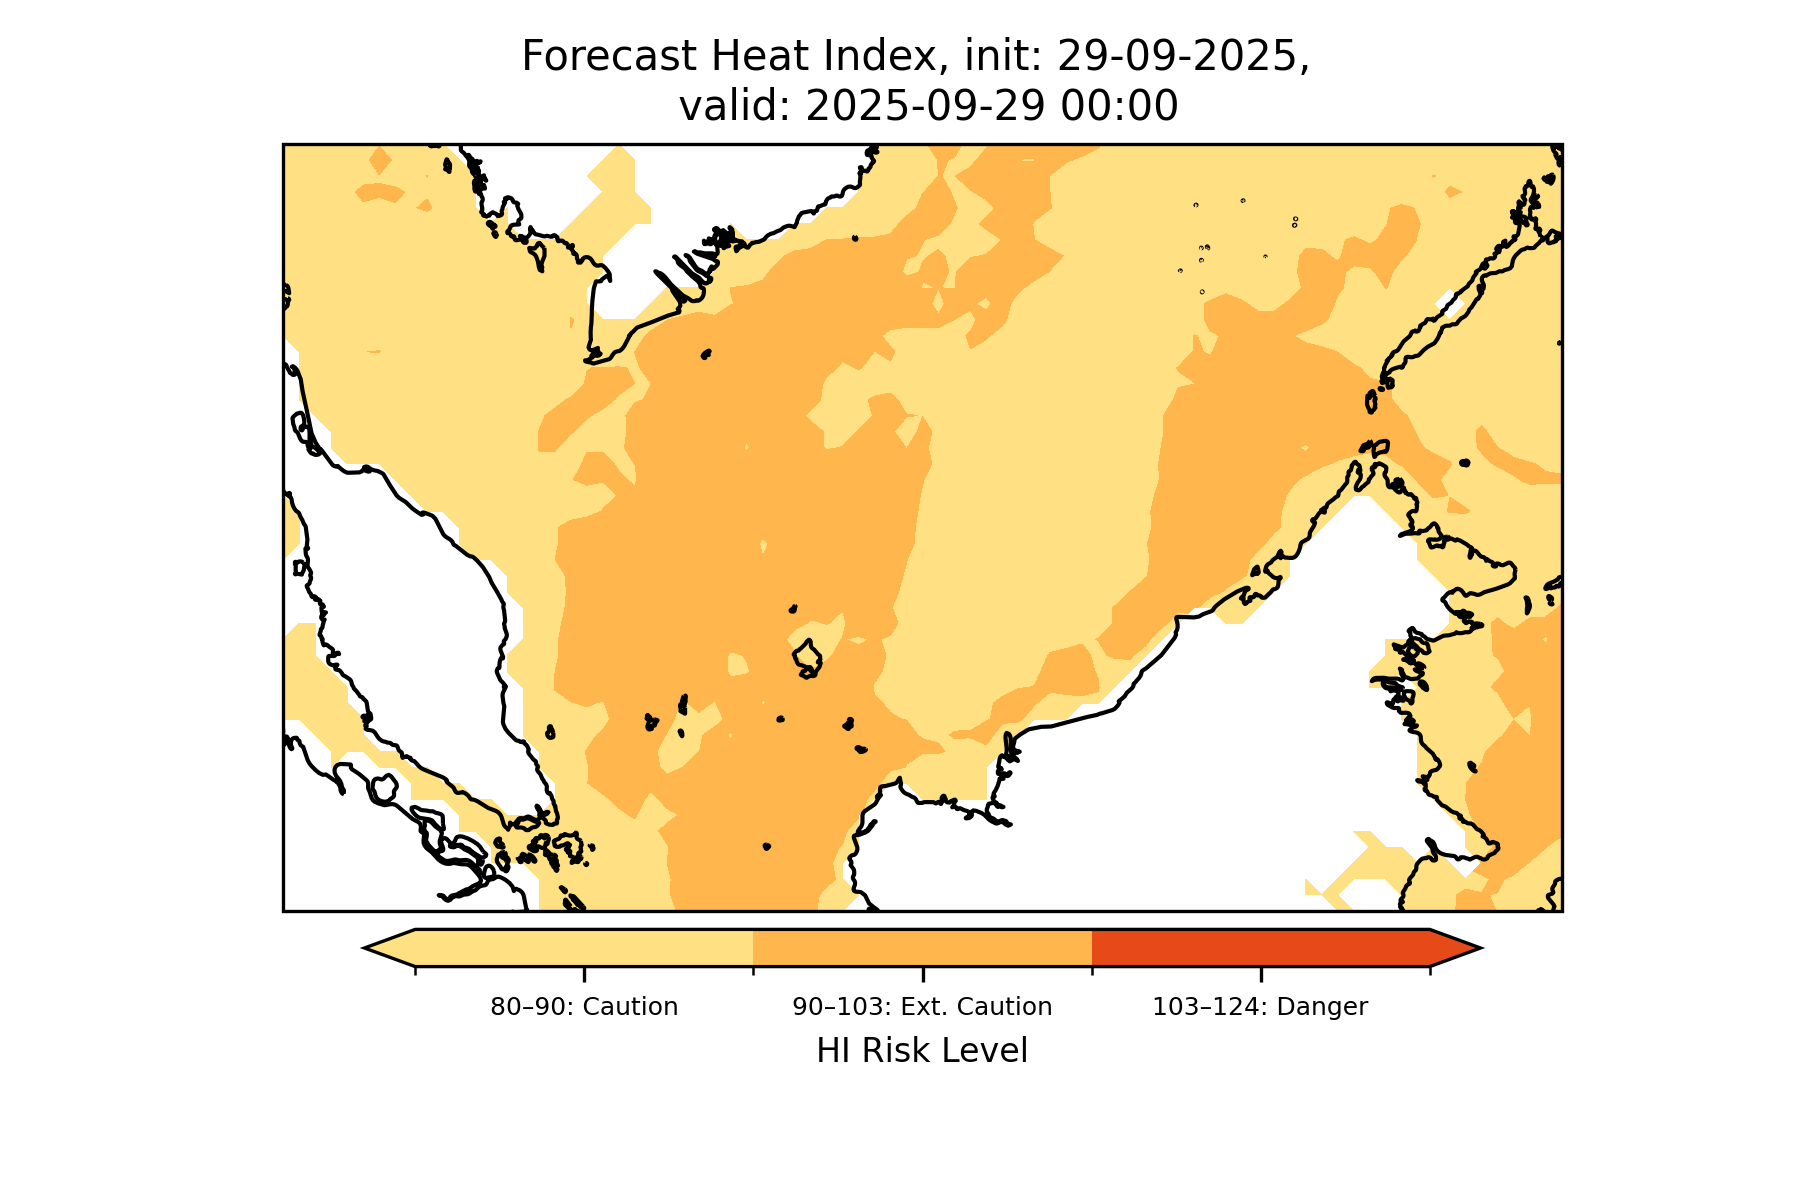 Forecast Heat Index, init: 29-09-2025,
valid: 2025-09-29 00:00
80–90: Caution
90–103: Ext. Caution
103–124: Danger
HI Risk Level